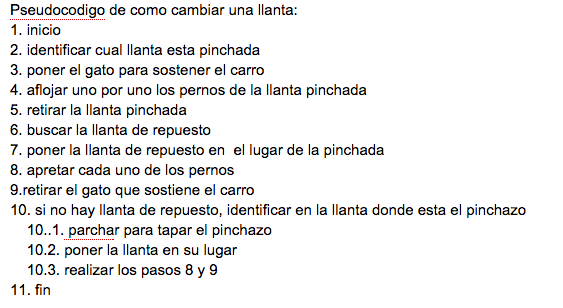 Pseudocodigo de como cambiar una llanta:
1. inicio
2. identificar cual llanta esta pinchada
3. poner el gato para sostener el carro
4. aflojar uno por uno los pernos de la llanta pinchada
5. retirar la llanta pinchada
6. buscar la llanta de repuesto
7. poner la llanta de repuesto en  el lugar de la pinchada
8. apretar cada uno de los pernos
9.retirar el gato que sostiene el carro
10. si no hay llanta de repuesto, identificar en la llanta donde esta el pinchazo
10..1. parchar para tapar el pinchazo
10.2. poner la llanta en su lugar
10.3. realizar los pasos 8 y 9
11. fin